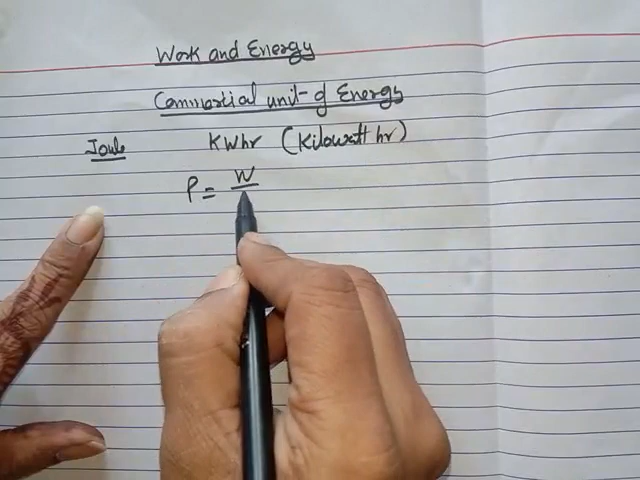 Work and Energy
Commertial unit of Energy
Joule KWhr (Kilowatt hr)
P = W